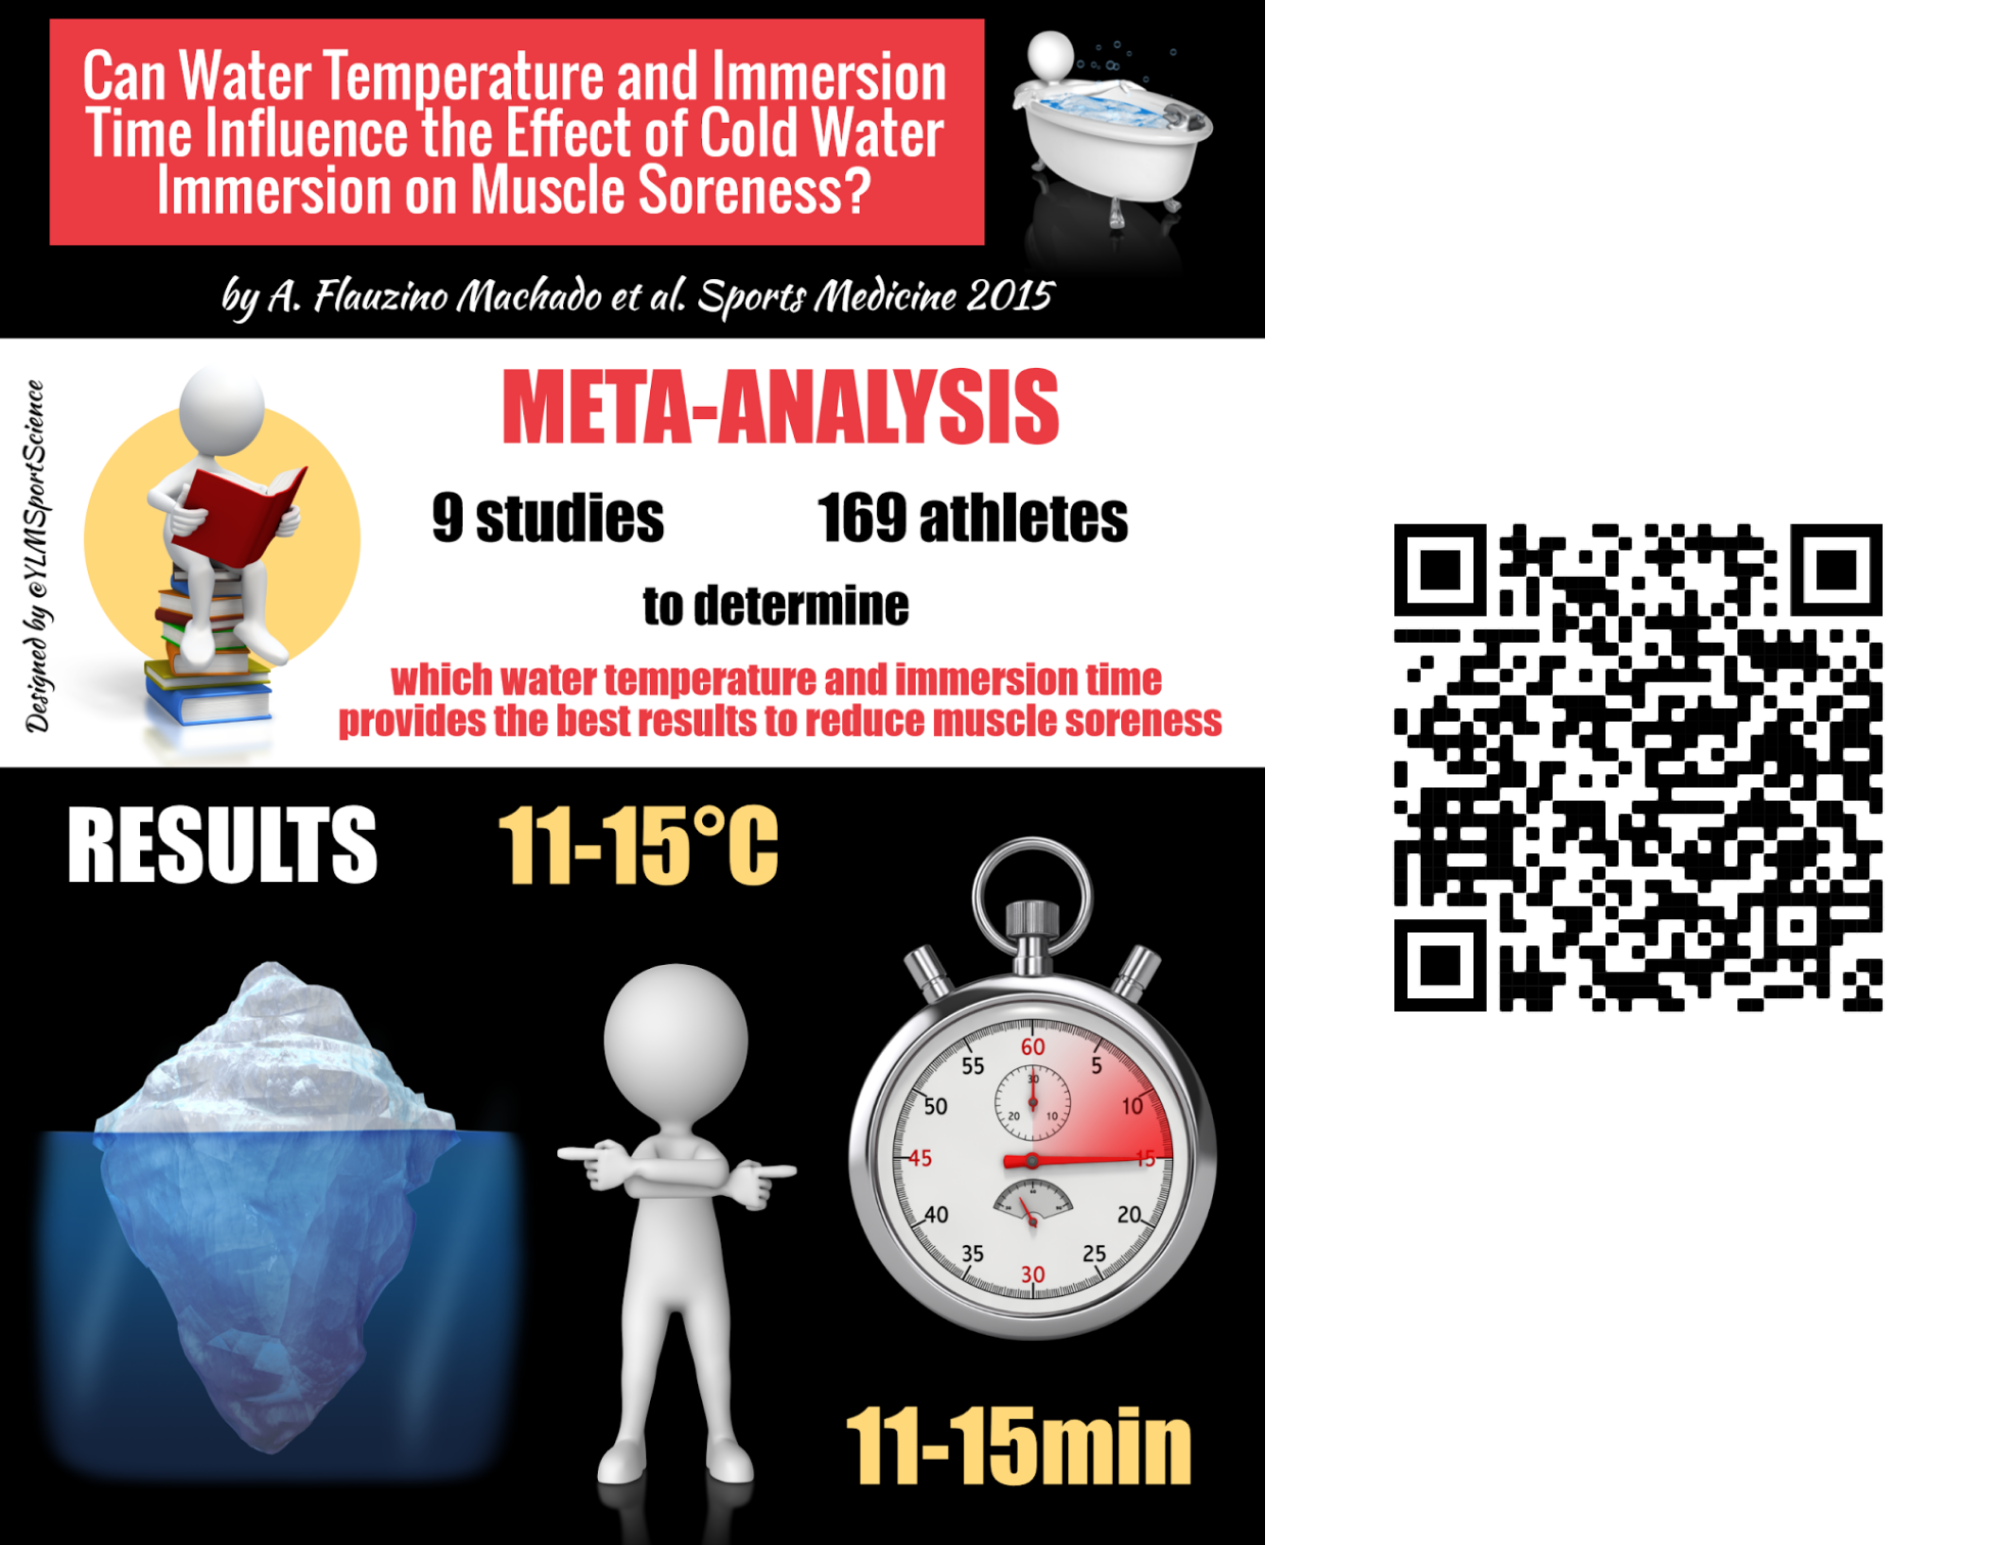 Can Water Temperature and Immersion
Time Influence the Effect of Cold Water
Immersion on Muscle Soreness?
by A. Flauzino Machado et al. Sports Medicine 2015
Designed by @YLMSportScience
META-ANALYSIS
9 studies 169 athletes
to determine
which water temperature and immersion time
provides the best results to reduce muscle soreness
RESULTS 11-15°C
60
55 5
30
50 10
20 10
45 15
40 20
35 25
30
11-15min